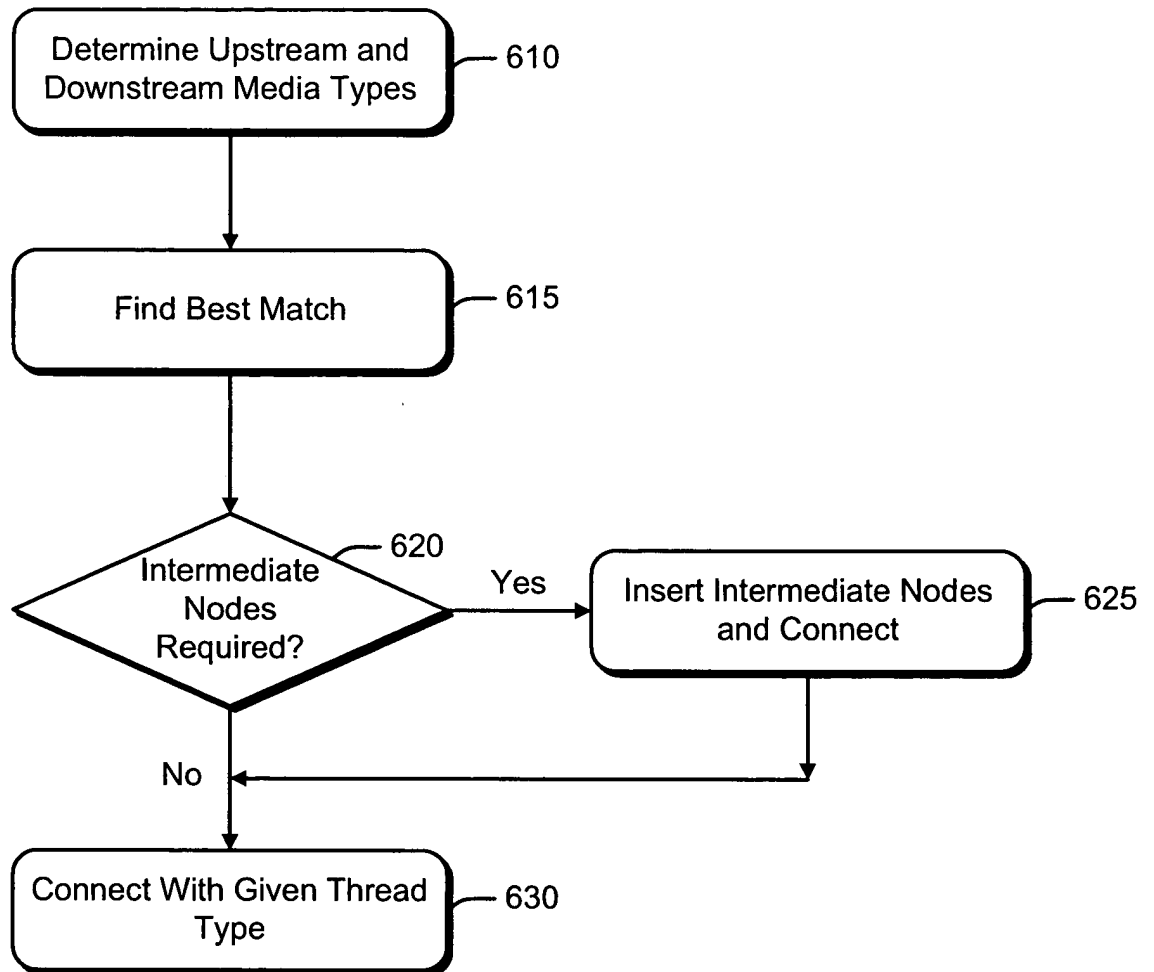 Determine Upstream and
Downstream Media Types
610
Find Best Match
615
620
Intermediate
Nodes
Required?
Yes
Insert Intermediate Nodes
and Connect
625
No
Connect With Given Thread
Type
630